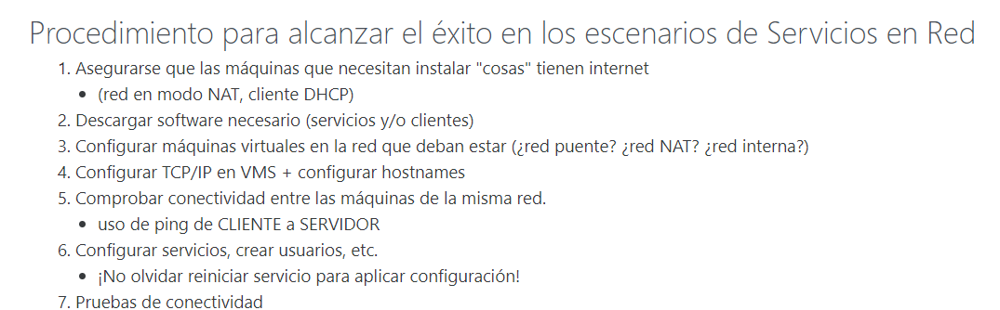 Procedimiento para alcanzar el éxito en los escenarios de Servicios en Red
1. Asegurarse que las máquinas que necesitan instalar "cosas" tienen internet
• (red en modo NAT, cliente DHCP)
2. Descargar software necesario (servicios y/o clientes)
3. Configurar máquinas virtuales en la red que deban estar (¿red puente? ¿red NAT? ¿red interna?)
4. Configurar TCP/IP en VMS + configurar hostnames
5. Comprobar conectividad entre las máquinas de la misma red.
• uso de ping de CLIENTE a SERVIDOR
6. Configurar servicios, crear usuarios, etc.
• ¡No olvidar reiniciar servicio para aplicar configuración!
7. Pruebas de conectividad